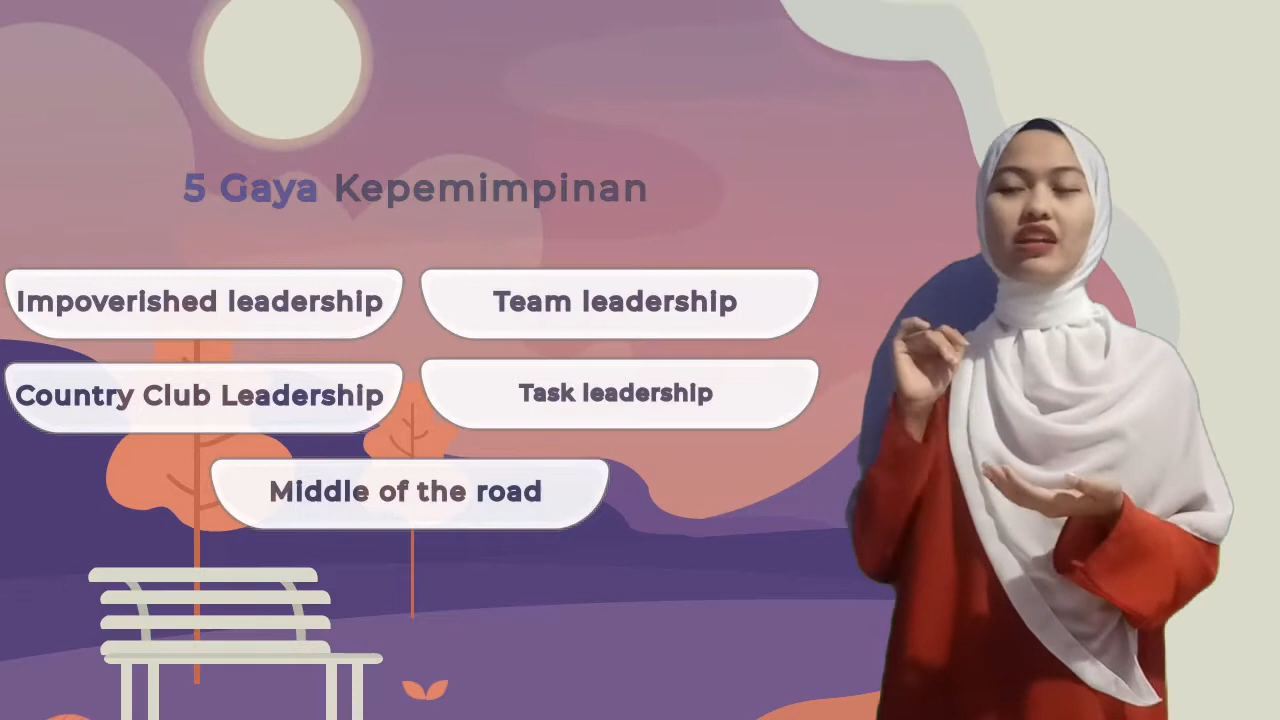 5 Gaya Kepemimpinan
Impoverished leadership
Team leadership
Country Club Leadership
Task leadership
Middle of the road